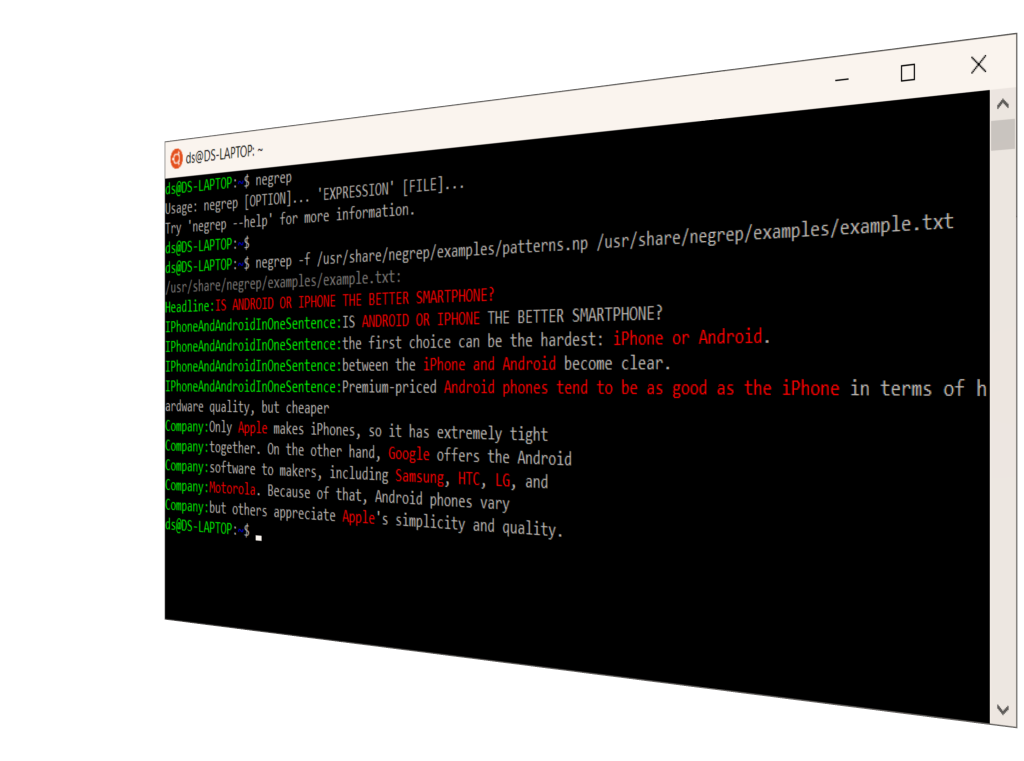 ds@DS-LAPTOP: ~
ds@DS-LAPTOP:~$ negrep
Usage: negrep [OPTION]... 'EXPRESSION' [FILE]...
Try 'negrep --help' for more information.
ds@DS-LAPTOP:~$
ds@DS-LAPTOP:~$ negrep -f /usr/share/negrep/examples/patterns.np /usr/share/negrep/examples/example.txt
/usr/share/negrep/examples/example.txt:
Headline:IS ANDROID OR IPHONE THE BETTER SMARTPHONE?
IPhoneAndAndroidInOneSentence:IS ANDROID OR IPHONE THE BETTER SMARTPHONE?
IPhoneAndAndroidInOneSentence:the first choice can be the hardest: iPhone or Android.
IPhoneAndAndroidInOneSentence:between the iPhone and Android become clear.
IPhoneAndAndroidInOneSentence:Premium-priced Android phones tend to be as good as the iPhone in terms of h
ardware quality, but cheaper
Company:Only Apple makes iPhones, so it has extremely tight
Company:together. On the other hand, Google offers the Android
Company:software to makers, including Samsung, HTC, LG, and
Company:Motorola. Because of that, Android phones vary
Company:but others appreciate Apple's simplicity and quality.
ds@DS-LAPTOP:~$